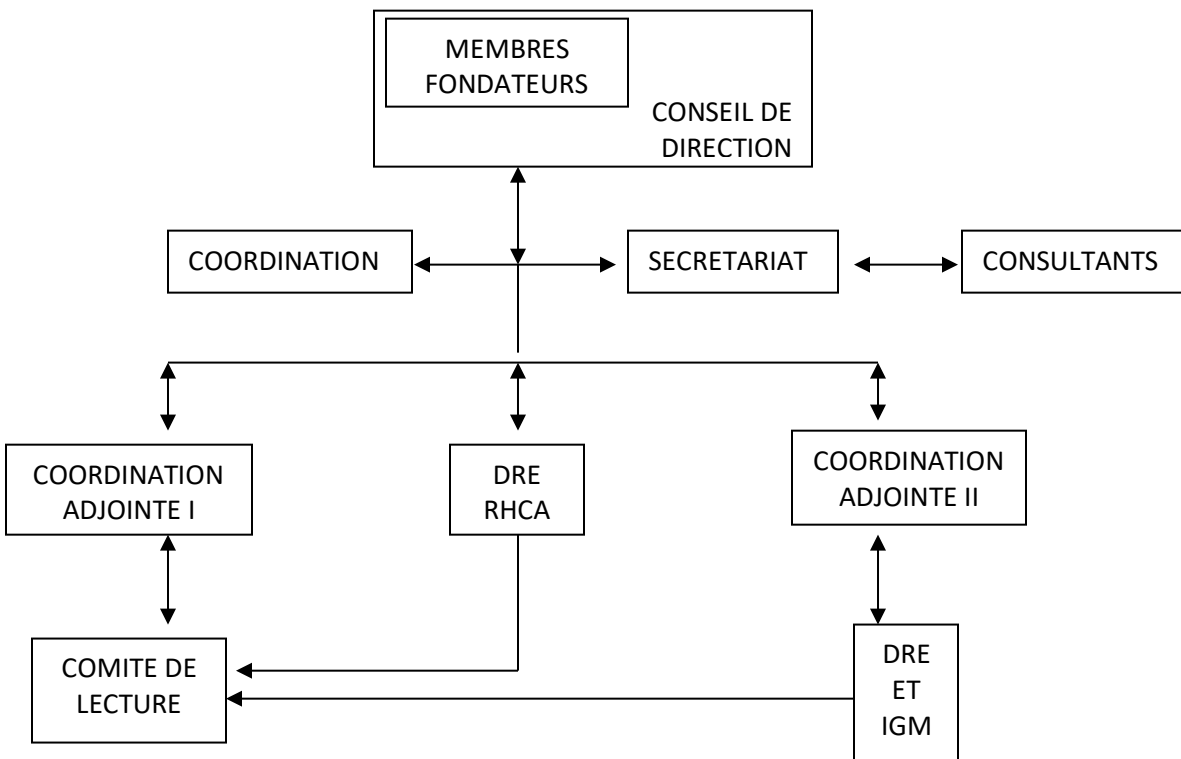 MEMBRES
FONDATEURS
CONSEIL DE
DIRECTION
COORDINATION
SECRETARIAT
CONSULTANTS
COORDINATION
ADJOINTE I
DRE
RHCA
COORDINATION
ADJOINTE II
COMITE DE
LECTURE
DRE
ET
IGM